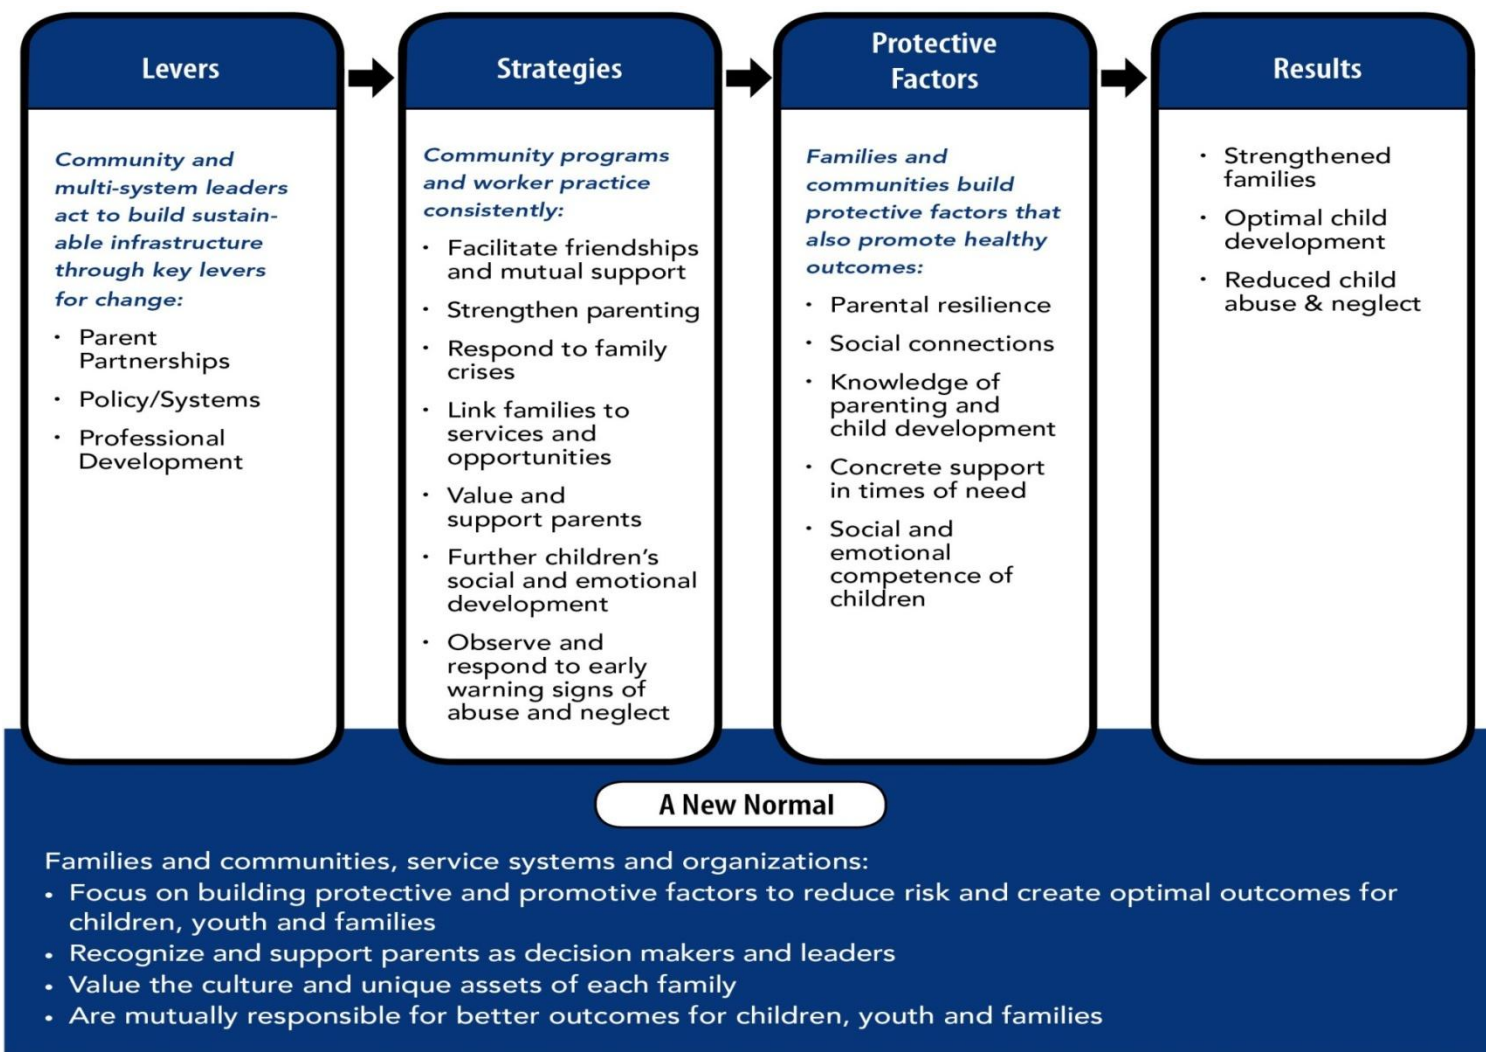 Levers
Community and
multi-system leaders
act to build sustain-
able infrastructure
through key levers
for change:
· Parent
Partnerships
· Policy/Systems
· Professional
Development
Strategies
Community programs
and worker practice
consistently:
· Facilitate friendships
and mutual support
· Strengthen parenting
· Respond to family
crises
· Link families to
services and
opportunities
· Value and
support parents
· Further children’s
social and emotional
development
· Observe and
respond to early
warning signs of
abuse and neglect
Protective
Factors
Families and
communities build
protective factors that
also promote healthy
outcomes:
· Parental resilience
· Social connections
· Knowledge of
parenting and
child development
· Concrete support
in times of need
· Social and
emotional
competence of
children
Results
· Strengthened
families
· Optimal child
development
· Reduced child
abuse & neglect
A New Normal
Families and communities, service systems and organizations:
• Focus on building protective and promotive factors to reduce risk and create optimal outcomes for
children, youth and families
• Recognize and support parents as decision makers and leaders
• Value the culture and unique assets of each family
• Are mutually responsible for better outcomes for children, youth and families